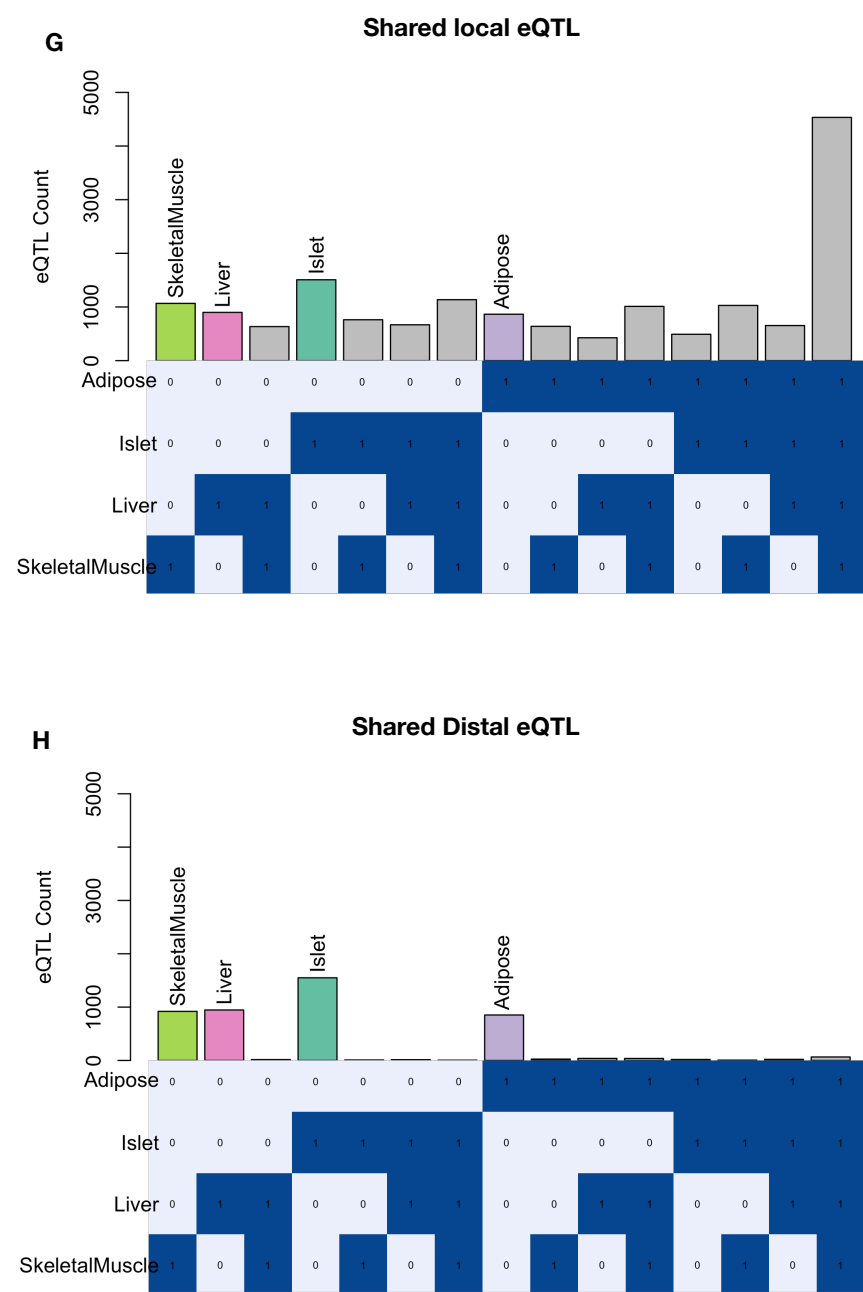 G
Shared local eQTL
eQTL Count
5000
3000
1000
0
SkeletalMuscle
Liver
Islet
Adipose
Adipose 0 0 0 0 0 0 0 1 1 1 1 1 1 1 1
Islet 0 0 0 1 1 1 1 0 0 0 0 1 1 1 1
Liver 0 1 1 0 0 1 1 0 0 1 1 0 0 1 1
SkeletalMuscle 1 0 1 0 1 0 1 0 1 0 1 0 1 0 1
H
Shared Distal eQTL
eQTL Count
5000
3000
1000
0
SkeletalMuscle
Liver
Islet
Adipose
Adipose 0 0 0 0 0 0 0 1 1 1 1 1 1 1 1
Islet 0 0 0 1 1 1 1 0 0 0 0 1 1 1 1
Liver 0 1 1 0 0 1 1 0 0 1 1 0 0 1 1
SkeletalMuscle 1 0 1 0 1 0 1 0 1 0 1 0 1 0 1